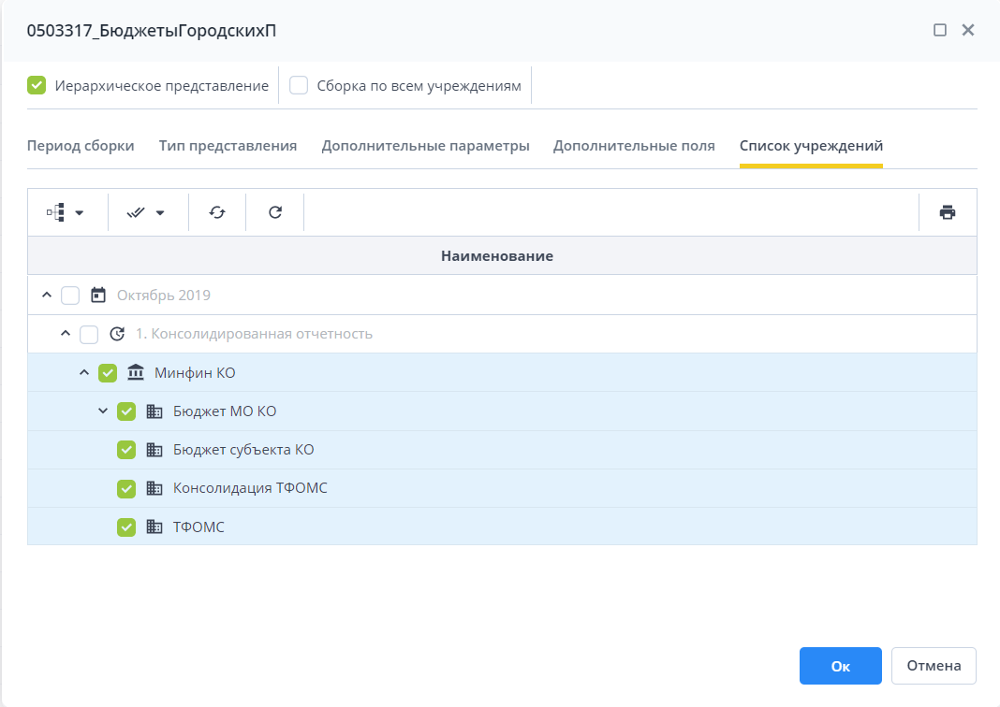 0503317_БюджетыГородскихП
Иерархическое представление
Сборка по всем учреждениям
Период сборки Тип представления Дополнительные параметры Дополнительные поля Список учреждений
Наименование
Октябрь 2019
1. Консолидированная отчетность
Минфин КО
Бюджет МО КО
Бюджет субъекта КО
Консолидация ТФОМС
ТФОМС
Ок Отмена